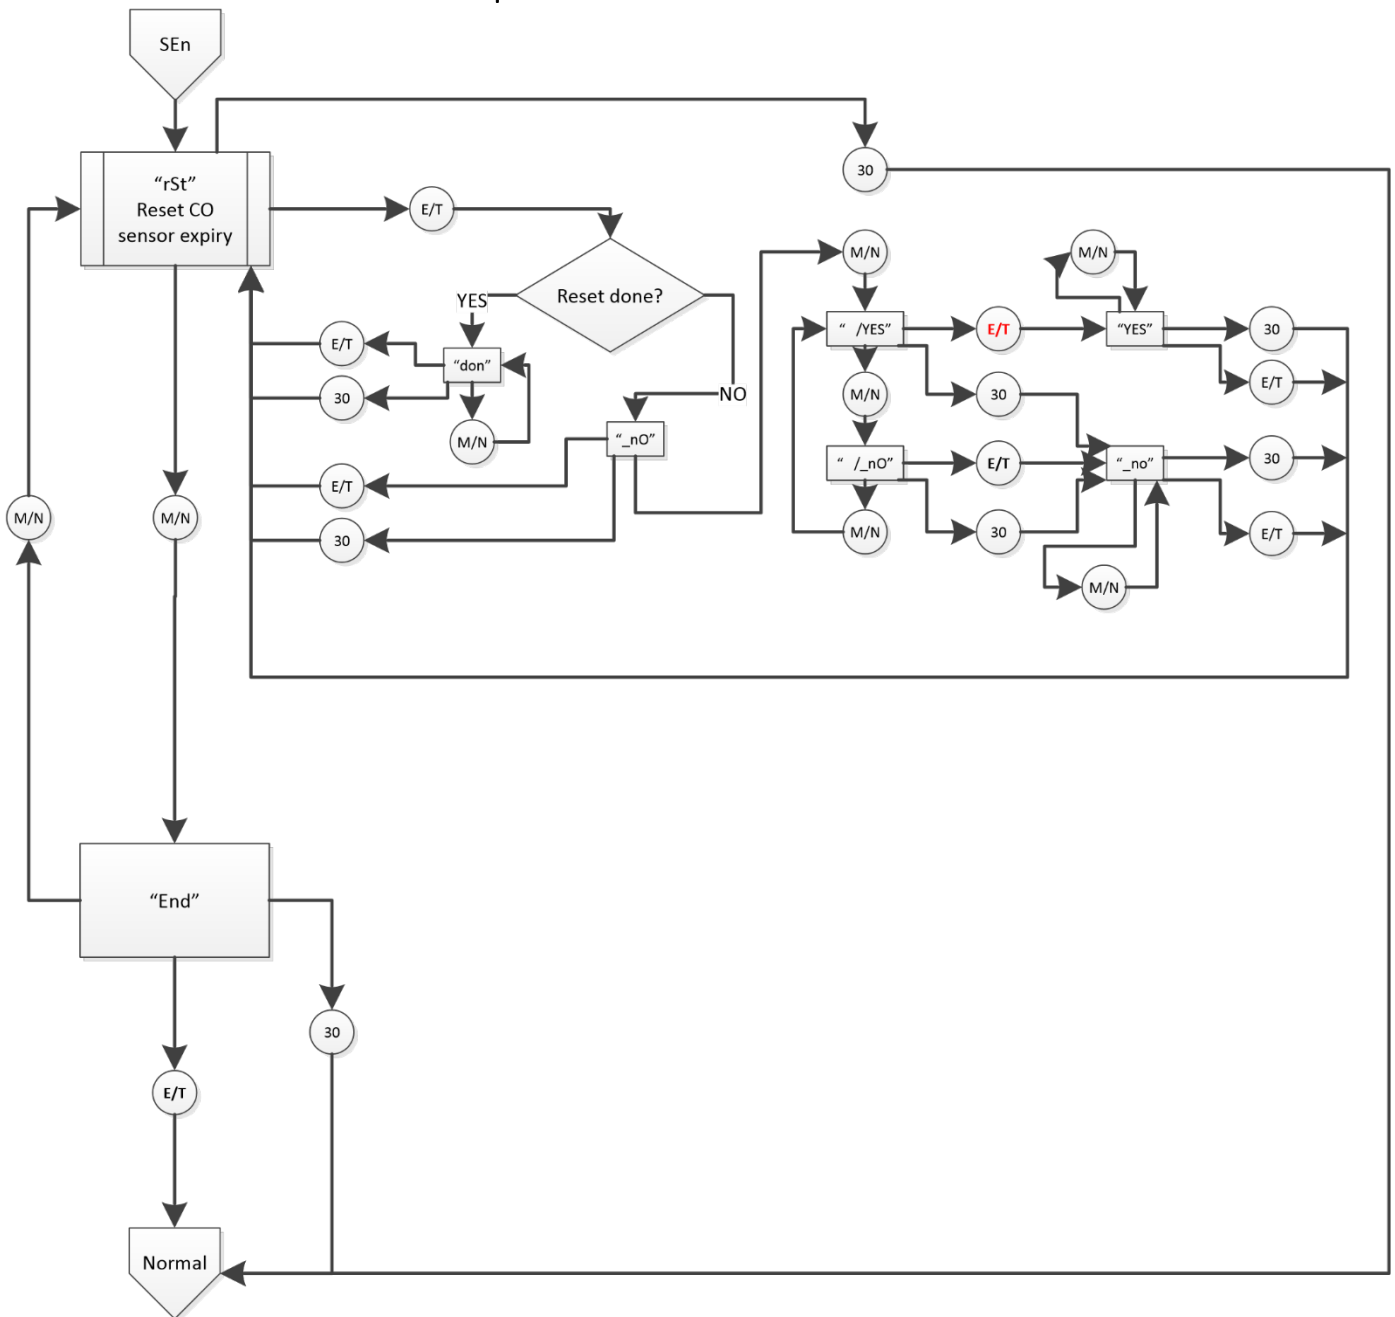 SEn
“rSt”
Reset CO
sensor expiry
30
E/T
Reset done?
YES
NO
E/T
“don”
30
M/N
“_nO”
E/T
30
M/N
M/N
“ /YES”
E/T
“YES”
30
E/T
M/N
30
“ /_nO”
E/T
“_no”
30
M/N
30
E/T
M/N
M/N
M/N
“End”
30
E/T
Normal